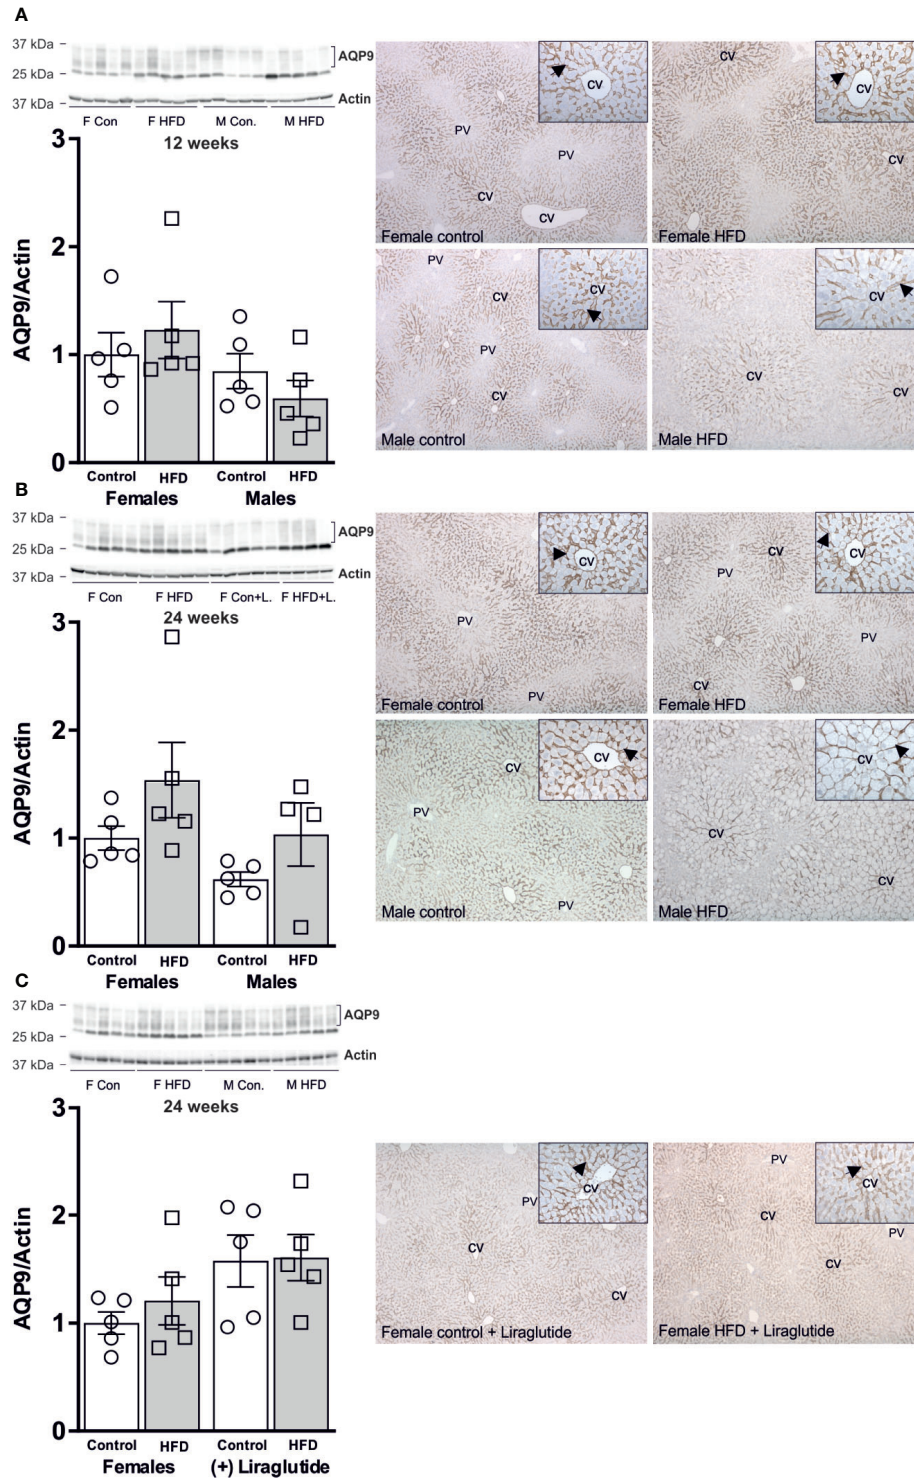 A
37 kDa
25 kDa
37 kDa
AQP9
Actin
F Con
F HFD
M Con.
M HFD
12 weeks
AQP9/Actin
3
2
1
0
Control
HFD
Control
HFD
Females
Males
CV
PV
PV
CV
CV
Female control
CV
CV
CV
Female HFD
PV
CV
CV
PV
CV
Male control
CV
CV
CV
Male HFD
B
25 kDa
37 kDa
AQP9
Actin
F Con
F HFD
F Con+L.
F HFD+L.
24 weeks
AQP9/Actin
3
2
1
0
Control
HFD
Control
HFD
Females
Males
CV
PV
PV
Female control
CV
CV
PV
PV
CV
Female HFD
CV
CV
PV
PV
Male control
CV
CV
CV
Male HFD
C
37 kDa
25 kDa
37 kDa
AQP9
Actin
F Con
F HFD
M Con.
M HFD
24 weeks
AQP9/Actin
3
2
1
0
Control
HFD
Control
HFD
Females
(+) Liraglutide
CV
PV
CV
CV
Female control + Liraglutide
PV
CV
CV
PV
CV
Female HFD + Liraglutide